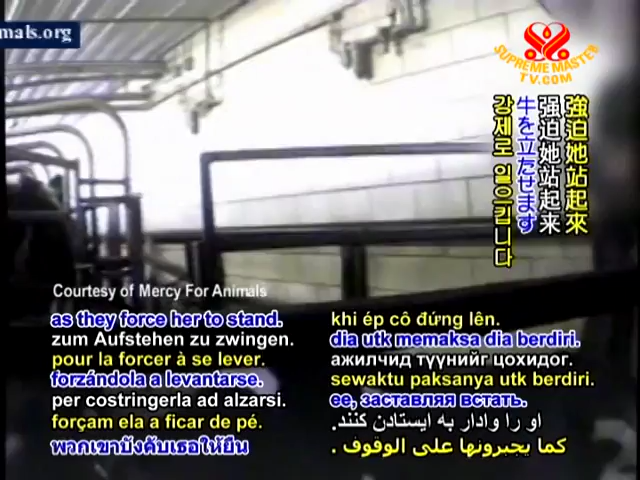 mals.org
SUPREME MASTER
TV.COM
強迫她站起來
强迫她站起来
牛を立たせます
강제로 일으킵니다
Courtesy of Mercy For Animals
as they force her to stand.
zum Aufstehen zu zwingen.
pour la forcer à se lever.
forzándola a levantarse.
per costringerla ad alzarsi.
forçam ela a ficar de pé.
พวกเขาบังคับเธอให้ยืน
khi ép cô đứng lên.
dia utk memaksa dia berdiri.
ажилчид түүнийг цохидог.
sewaktu paksanya utk berdiri.
ее, заставляя встать.
او را وادار به ایستادن کنند.
كما يجبرونها على الوقوف .